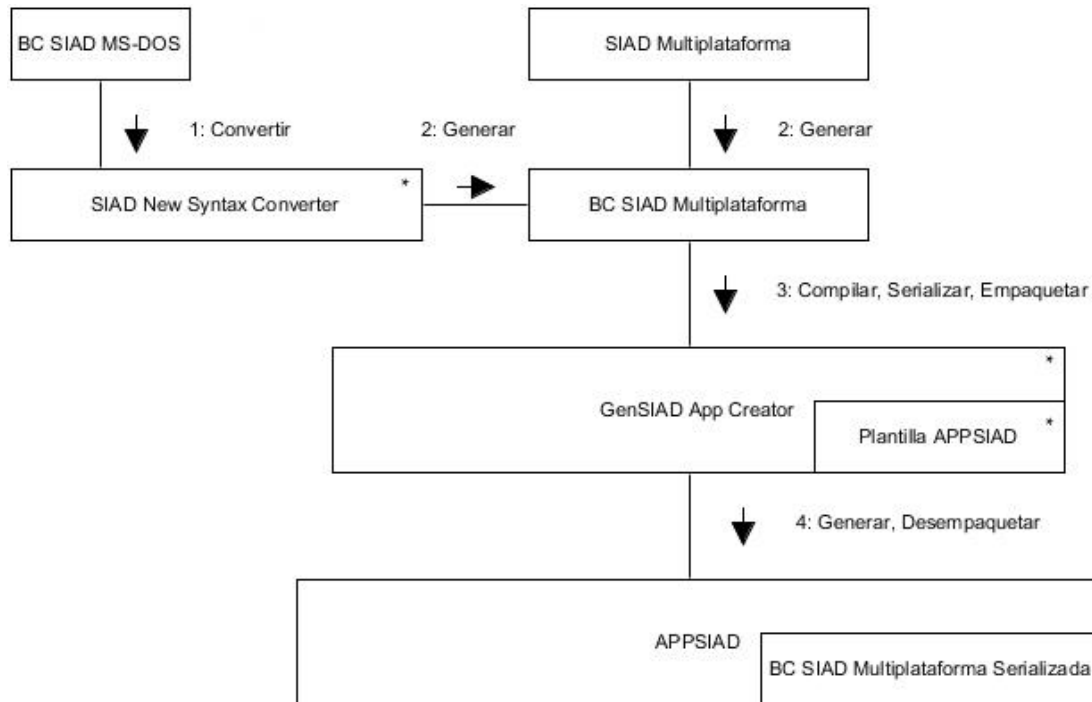 BC SIAD MS-DOS
SIAD Multiplataforma
1: Convertir
2: Generar
2: Generar
*
SIAD New Syntax Converter
BC SIAD Multiplataforma
3: Compilar, Serializar, Empaquetar
*
GenSIAD App Creator
*
Plantilla APPSIAD
4: Generar, Desempaquetar
APPSIAD
BC SIAD Multiplataforma Serializada